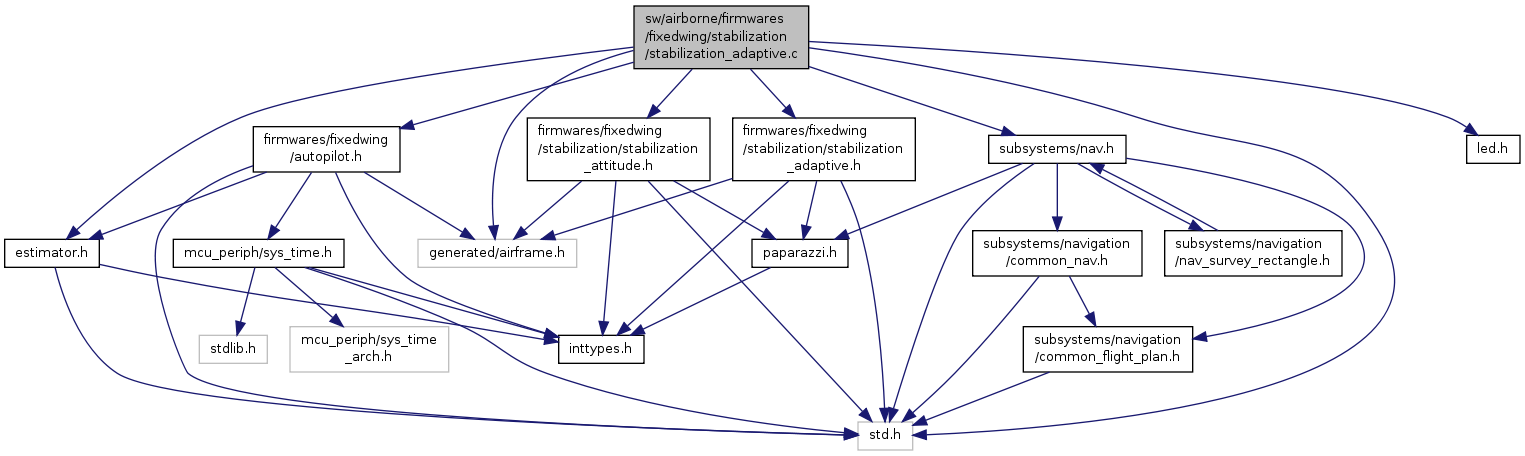 sw/airborne/firmwares
/fixedwing/stabilization
/stabilization_adaptive.c
firmwares/fixedwing
/autopilot.h
firmwares/fixedwing
/stabilization/stabilization
_attitude.h
firmwares/fixedwing
/stabilization/stabilization
_adaptive.h
subsystems/nav.h
led.h
estimator.h
mcu_periph/sys_time.h
generated/airframe.h
paparazzi.h
subsystems/navigation
/common_nav.h
subsystems/navigation
/nav_survey_rectangle.h
stdlib.h
mcu_periph/sys_time
_arch.h
inttypes.h
subsystems/navigation
/common_flight_plan.h
std.h